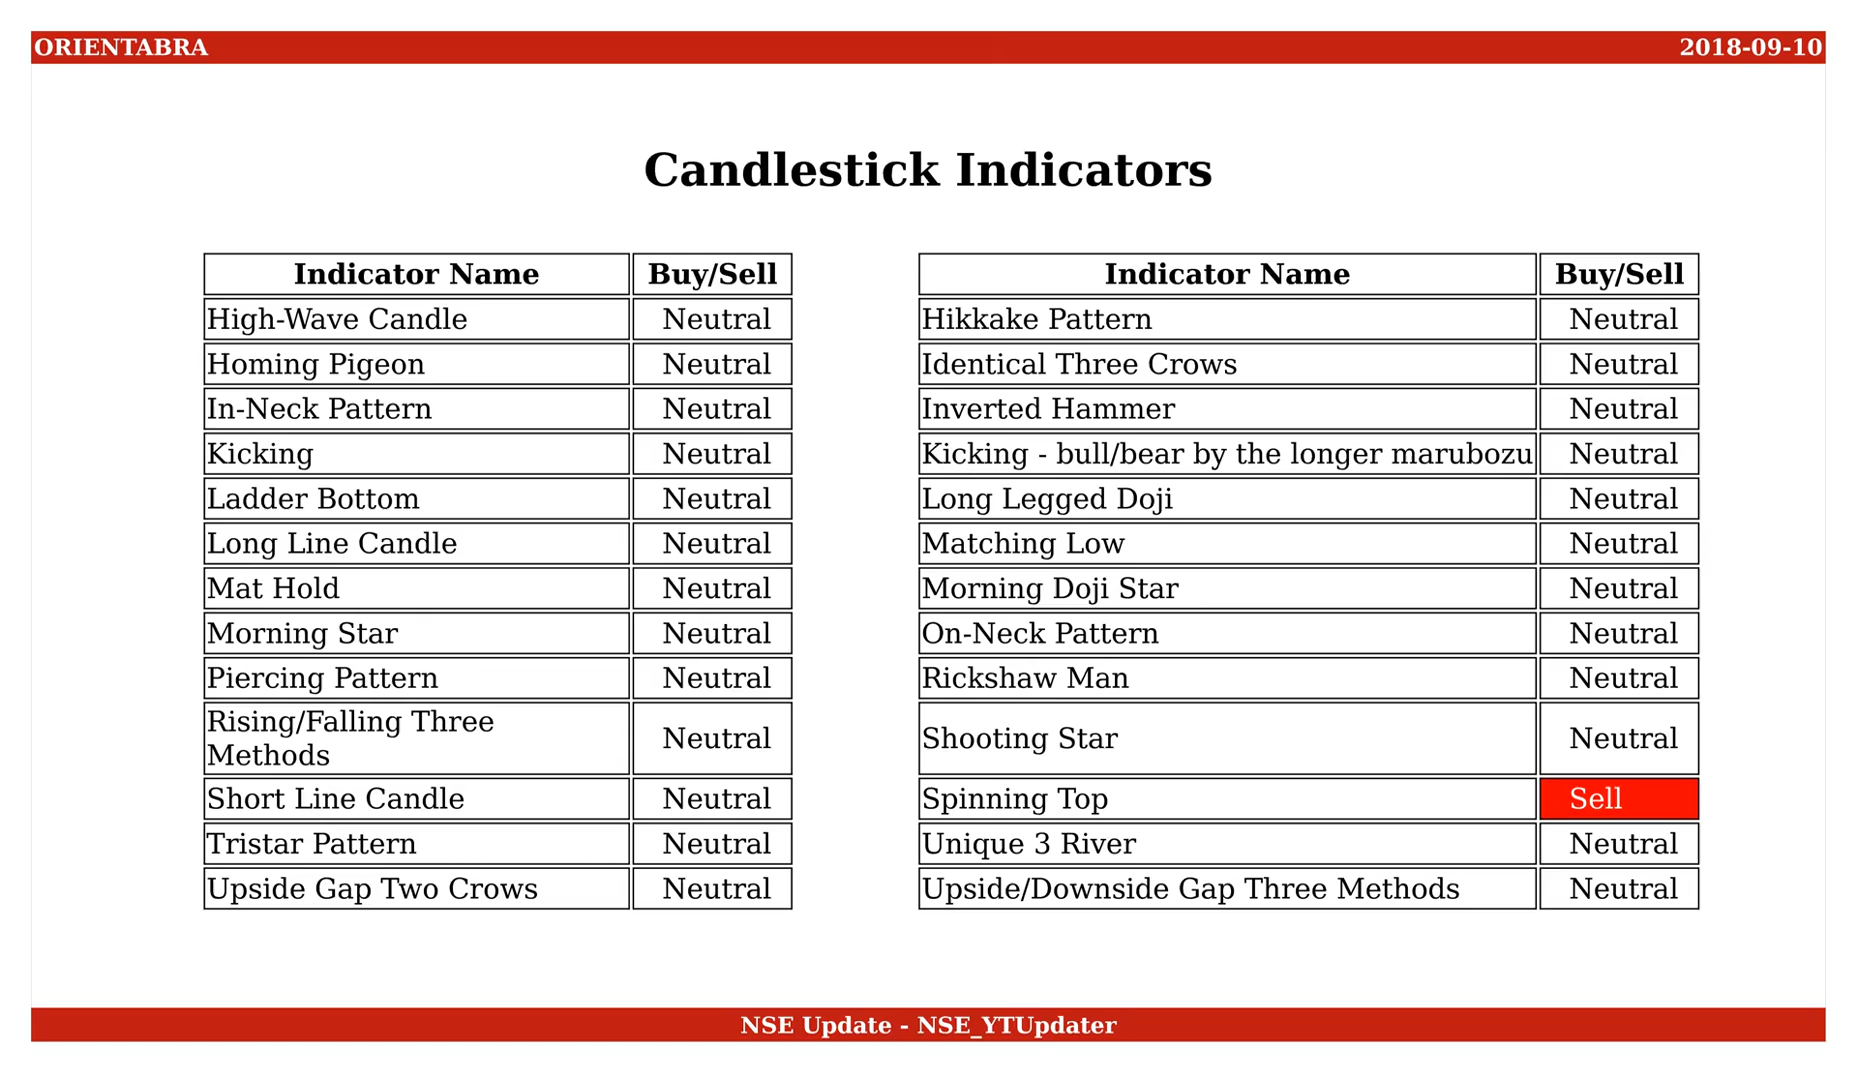 ORIENTABRA 2018-09-10
Candlestick Indicators
Indicator Name Buy/Sell
High-Wave Candle Neutral
Homing Pigeon Neutral
In-Neck Pattern Neutral
Kicking Neutral
Ladder Bottom Neutral
Long Line Candle Neutral
Mat Hold Neutral
Morning Star Neutral
Piercing Pattern Neutral
Rising/Falling Three
Methods Neutral
Short Line Candle Neutral
Tristar Pattern Neutral
Upside Gap Two Crows Neutral
Indicator Name Buy/Sell
Hikkake Pattern Neutral
Identical Three Crows Neutral
Inverted Hammer Neutral
Kicking - bull/bear by the longer marubozu Neutral
Long Legged Doji Neutral
Matching Low Neutral
Morning Doji Star Neutral
On-Neck Pattern Neutral
Rickshaw Man Neutral
Shooting Star Neutral
Spinning Top Sell
Unique 3 River Neutral
Upside/Downside Gap Three Methods Neutral
NSE Update - NSE_YTUpdater